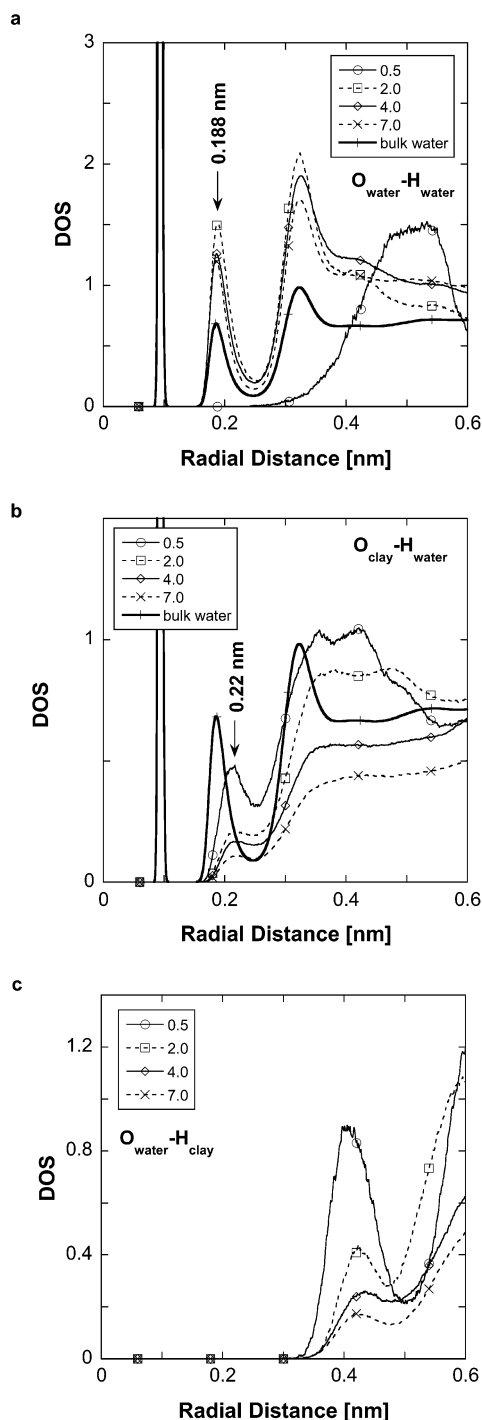 a
3
2
1
0
DOS
0.188 nm
0.5
2.0
4.0
7.0
bulk water
Owater-Hwater
0
0.2
0.4
0.6
Radial Distance [nm]
b
1
0
DOS
0.5
2.0
4.0
7.0
bulk water
0.22 nm
Oclay-Hwater
0
0.2
0.4
0.6
Radial Distance [nm]
c
1.2
0.8
0.4
0
DOS
0.5
2.0
4.0
7.0
Owater-Hclay
0
0.2
0.4
0.6
Radial Distance [nm]